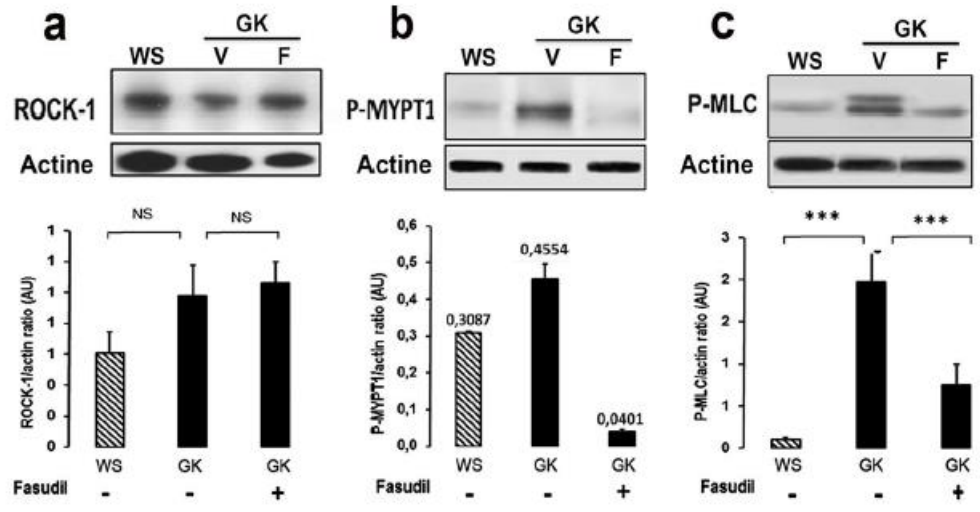 a
GK
WS V F
ROCK-1
Actine
NS NS
ROCK-1/actin ratio (AU)
1
1
1
1
1
0
0
0
WS GK GK
Fasudil - - +
b
GK
WS V F
P-MYPT1
Actine
P-MYPT1/actin ratio (AU)
0,6
0,5
0,4
0,3
0,2
0,1
0,0
0,3087
0,4554
0,0401
WS GK GK
Fasudil - - +
c
GK
WS V F
P-MLC
Actine
*** ***
P-MLC/actin ratio (AU)
3
2
2
1
1
0
WS GK GK
Fasudil - - +